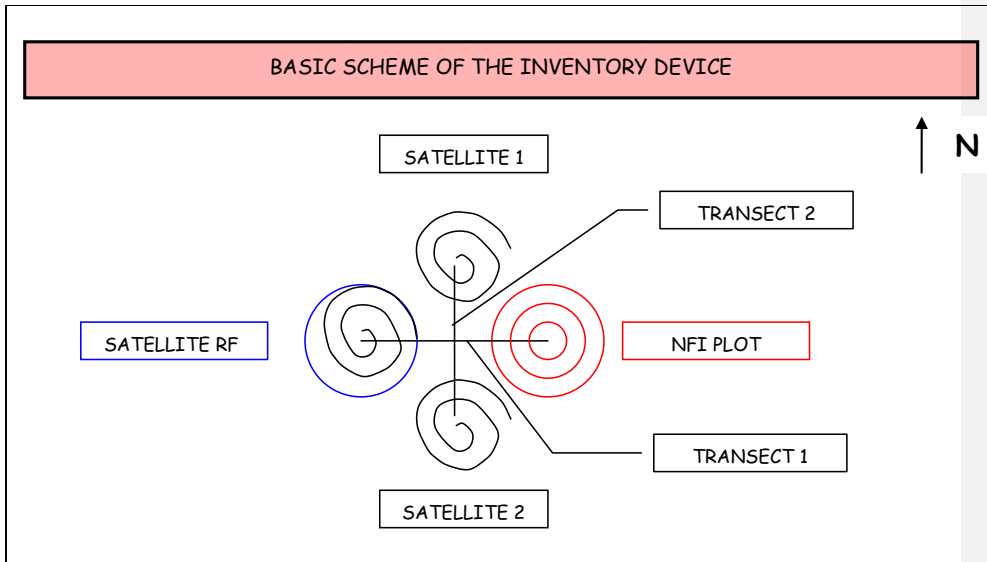 BASIC SCHEME OF THE INVENTORY DEVICE
N
SATELLITE 1
TRANSECT 2
SATELLITE RF
NFI PLOT
TRANSECT 1
SATELLITE 2